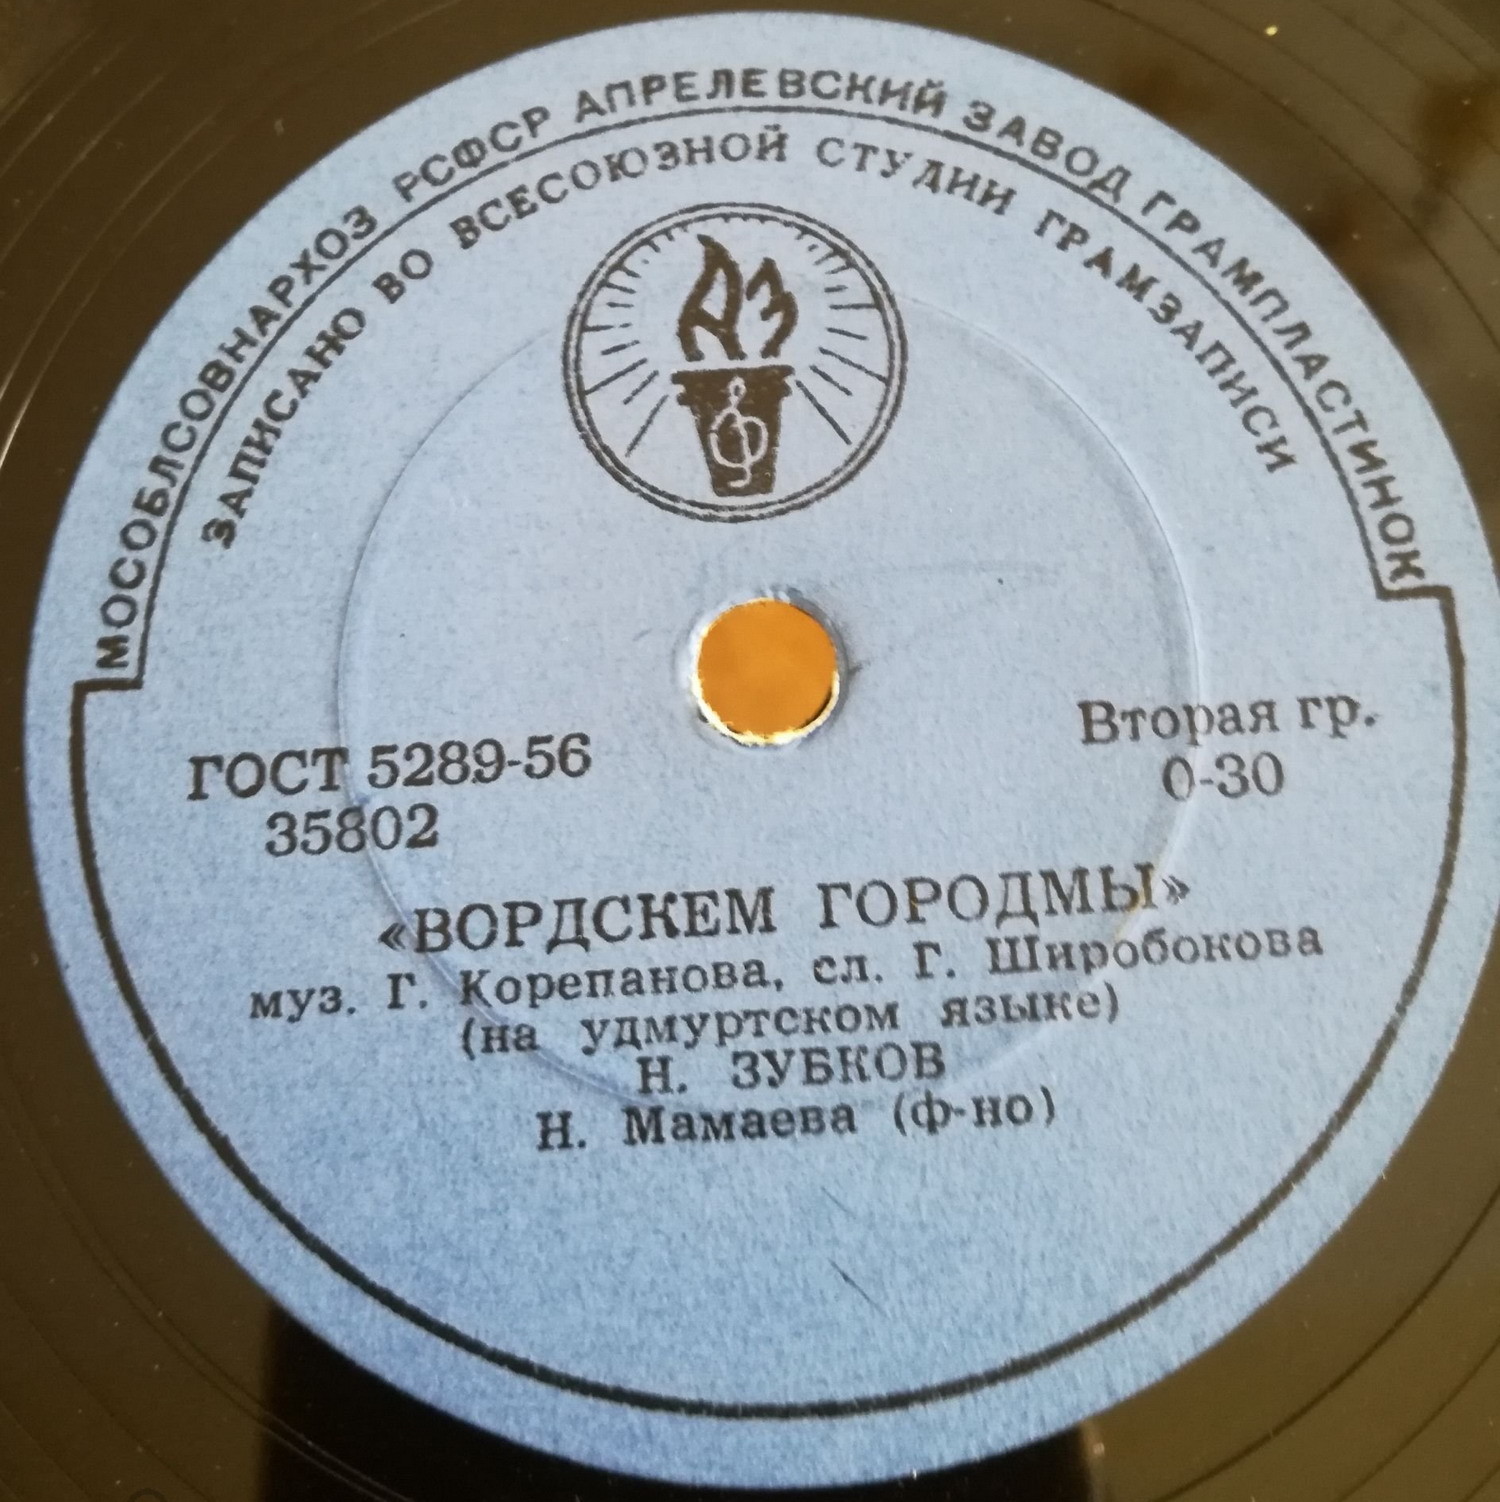 МОСОБЛСОВНАРХОЗ РСФСР АПРЕЛЕВСКИЙ ЗАВОД ГРАМПЛАСТИНОК
ЗАПИСАНО ВО ВСЕСОЮЗНОЙ СТУДИИ ГРАМЗАПИСИ
АЗ
ГОСТ 5289-56
35802
Вторая гр.
0-30
«ВОРДСКЕМ ГОРОДМЫ»
муз. Г. Корепанова, сл. Г. Широбокова
(на удмуртском языке)
Н. ЗУБКОВ
Н. Мамаева (ф-но)